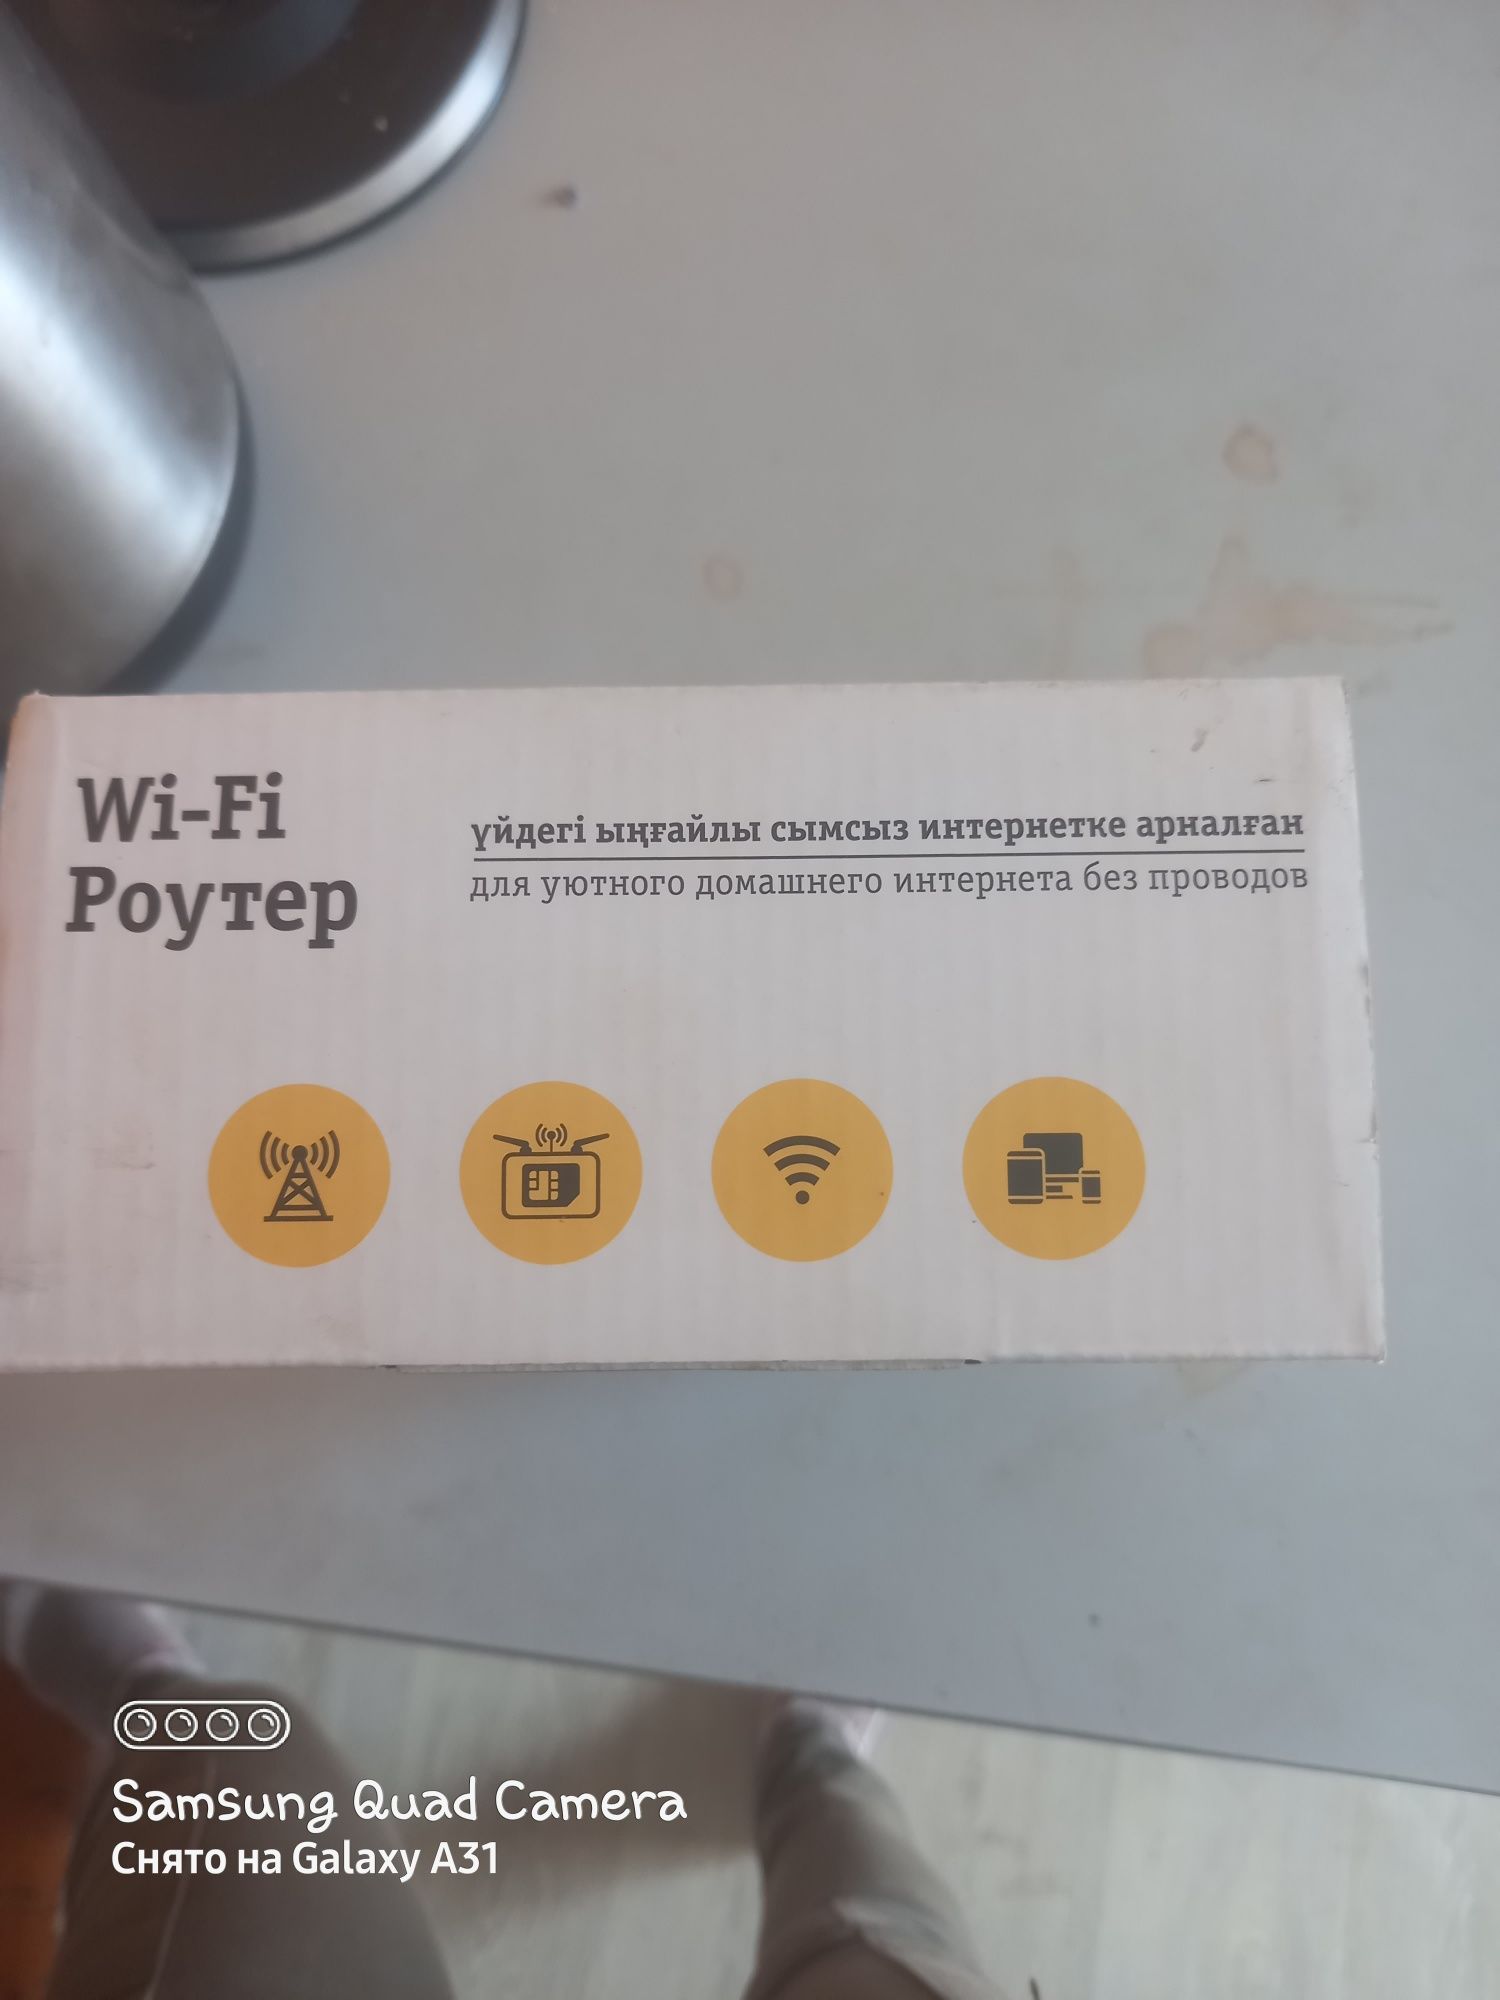 Wi-Fi
Роутер
үйдегі ыңғайлы сымсыз интернетке арналған
для уютного домашнего интернета без проводов
Samsung Quad Camera
Снято на Galaxy A31